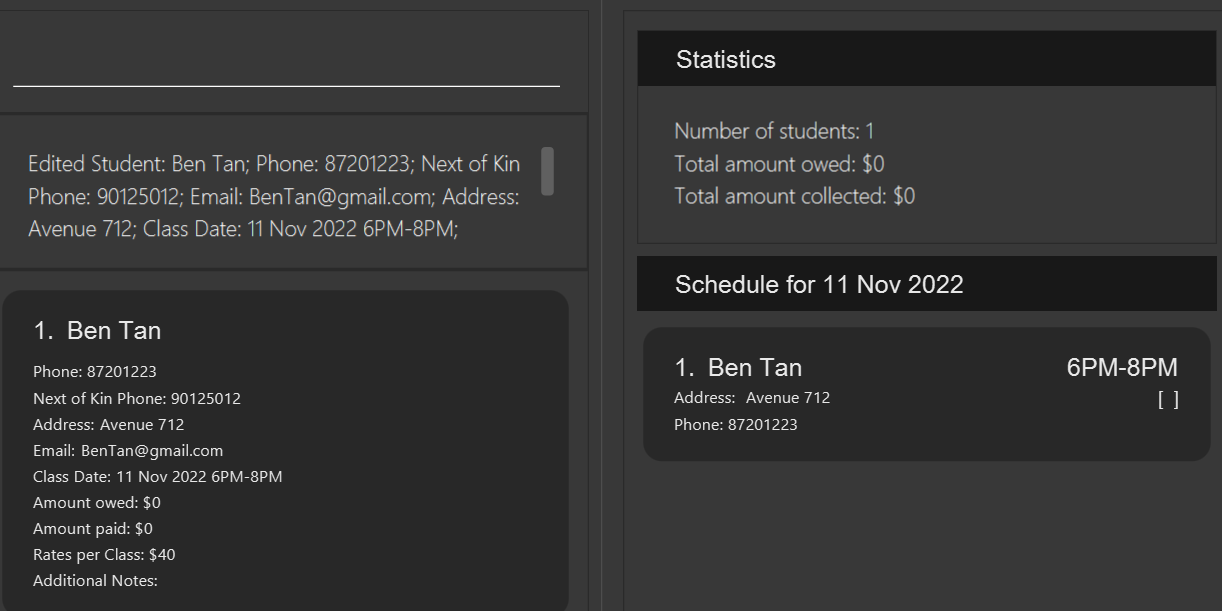 Edited Student: Ben Tan; Phone: 87201223; Next of Kin
Phone: 90125012; Email: BenTan@gmail.com; Address:
Avenue 712; Class Date: 11 Nov 2022 6PM-8PM;
1. Ben Tan
Phone: 87201223
Next of Kin Phone: 90125012
Address: Avenue 712
Email: BenTan@gmail.com
Class Date: 11 Nov 2022 6PM-8PM
Amount owed: $0
Amount paid: $0
Rates per Class: $40
Additional Notes:
Statistics
Number of students: 1
Total amount owed: $0
Total amount collected: $0
Schedule for 11 Nov 2022
1. Ben Tan 6PM-8PM
Address: Avenue 712 [ ]
Phone: 87201223